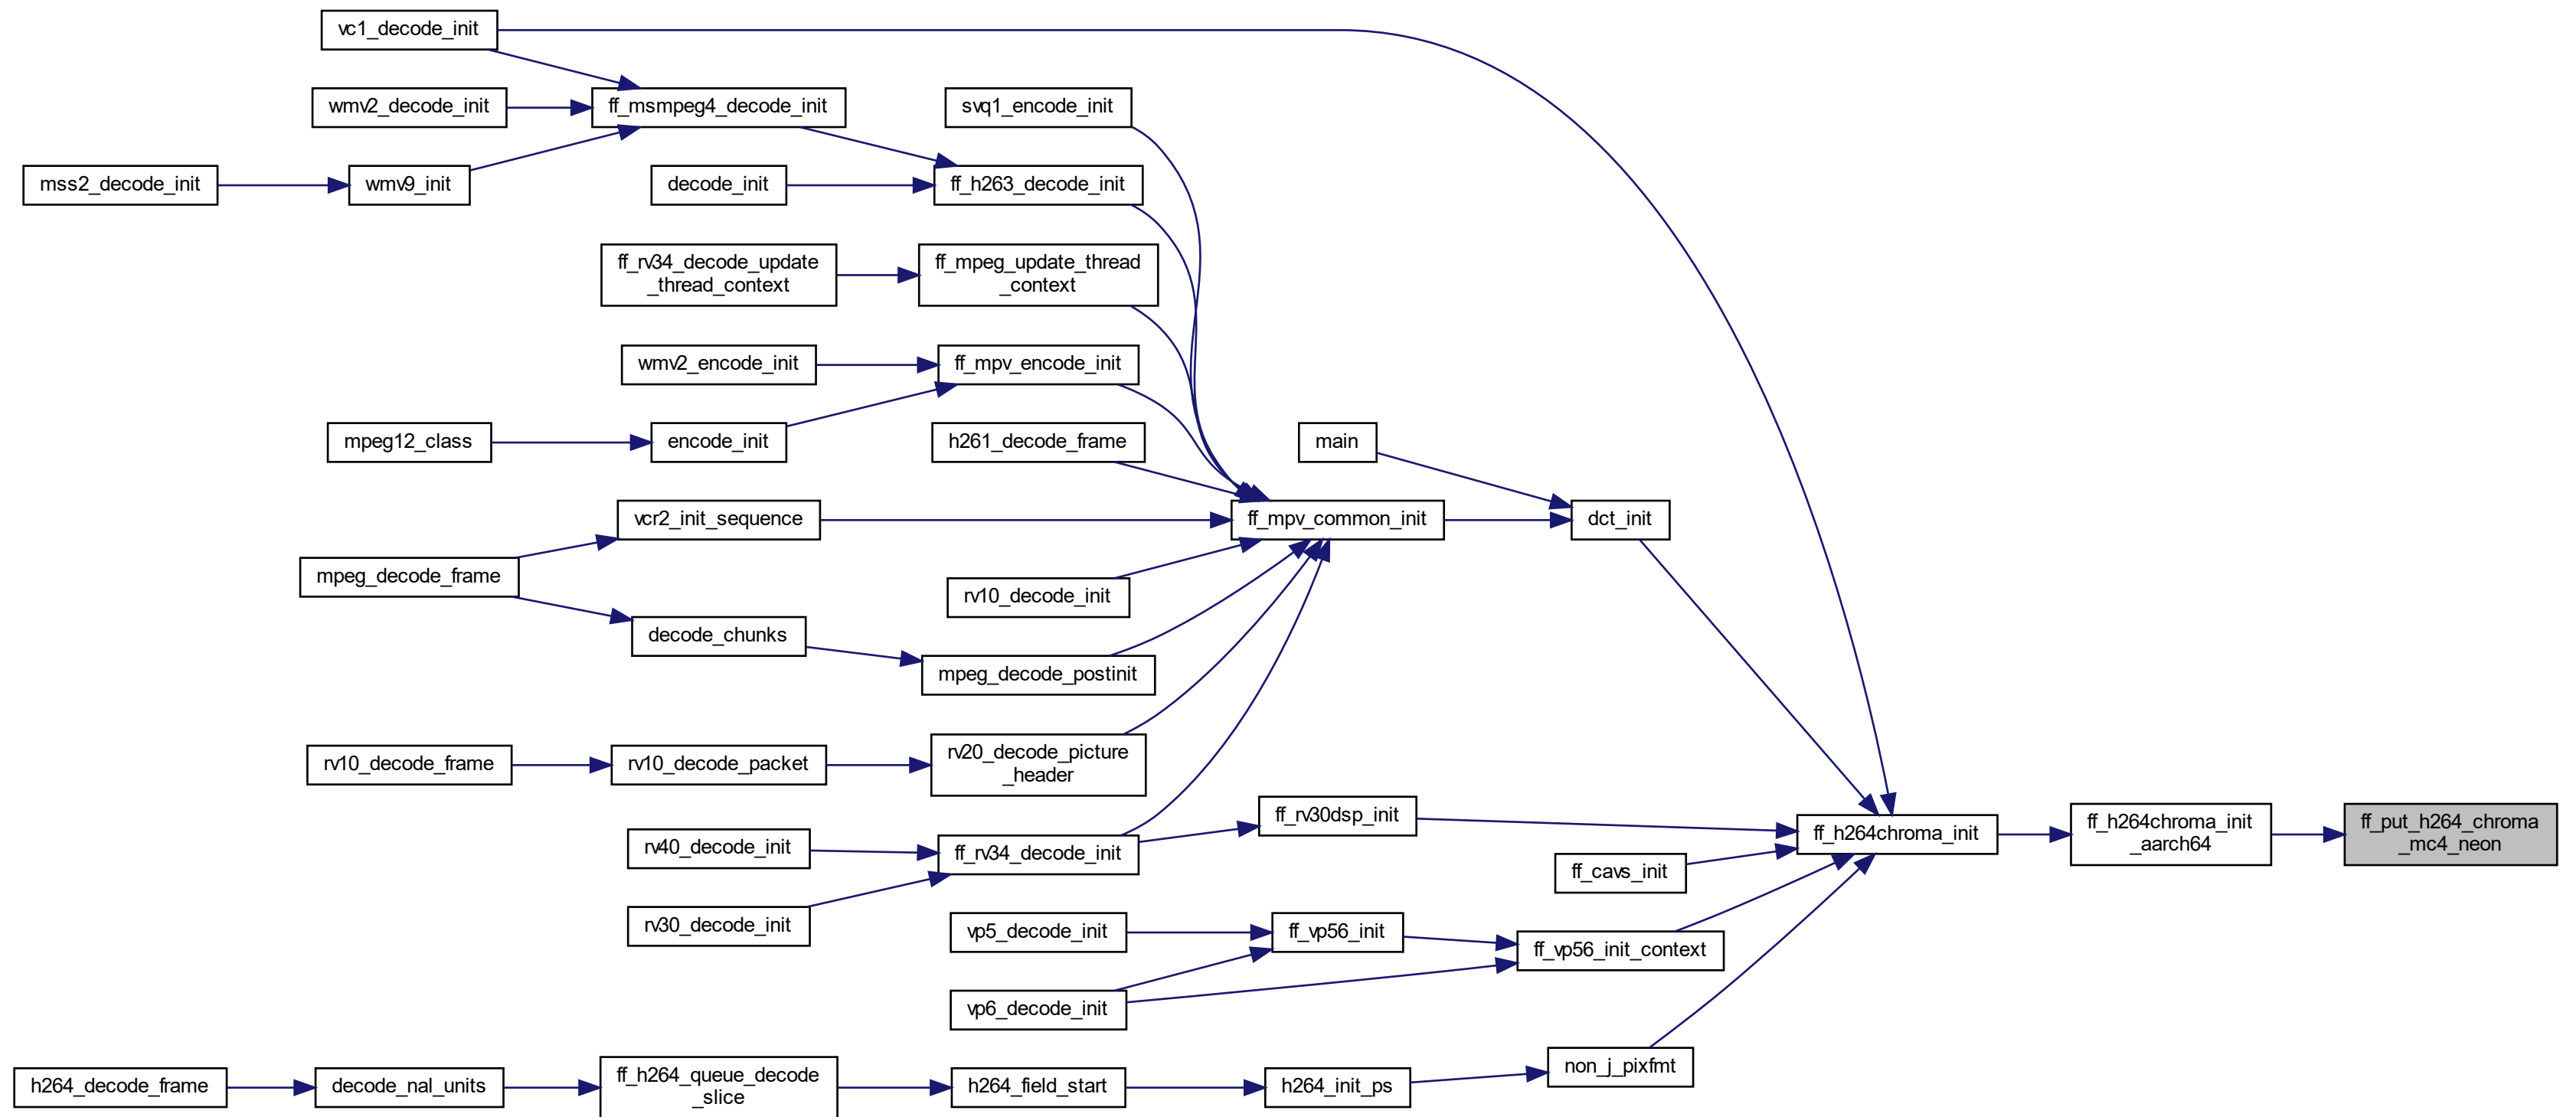 vc1_decode_init
wmv2_decode_init
ff_msmpeg4_decode_init
svq1_encode_init
mss2_decode_init
wmv9_init
decode_init
ff_h263_decode_init
ff_rv34_decode_update
_thread_context
ff_mpeg_update_thread
_context
wmv2_encode_init
ff_mpv_encode_init
mpeg12_class
encode_init
h261_decode_frame
main
vcr2_init_sequence
ff_mpv_common_init
dct_init
mpeg_decode_frame
rv10_decode_init
decode_chunks
mpeg_decode_postinit
rv10_decode_frame
rv10_decode_packet
rv20_decode_picture
_header
rv40_decode_init
ff_rv34_decode_init
ff_rv30dsp_init
ff_h264chroma_init
ff_h264chroma_init
_aarch64
ff_put_h264_chroma
_mc4_neon
ff_cavs_init
rv30_decode_init
vp5_decode_init
ff_vp56_init
ff_vp56_init_context
vp6_decode_init
non_j_pixfmt
h264_decode_frame
decode_nal_units
ff_h264_queue_decode
_slice
h264_field_start
h264_init_ps